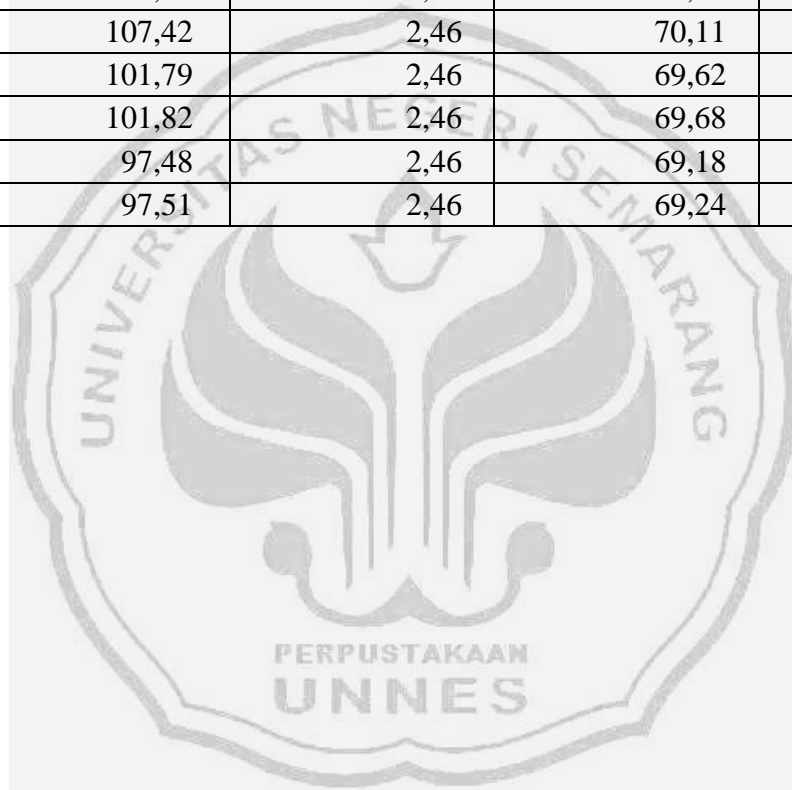 107,42 2,46 70,11
101,79 2,46 69,62
101,82 2,46 69,68
97,48 2,46 69,18
97,51 2,46 69,24
UNIVERSITAS NEGERI SEMARANG
PERPUSTAKAAN
UNNES